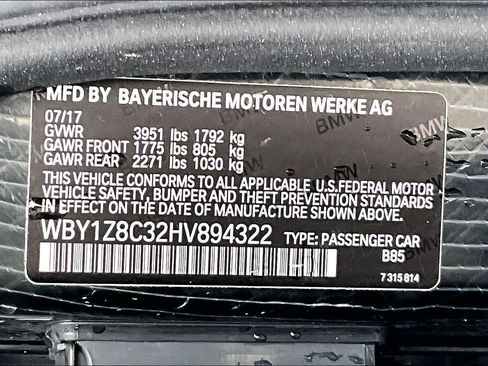 MFD BY BAYERISCHE MOTOREN WERKE AG
07/17
GVWR 3951 lbs 1792 kg
GAWR FRONT 1775 lbs 805 kg
GAWR REAR 2271 lbs 1030 kg
THIS VEHICLE CONFORMS TO ALL APPLICABLE U.S.FEDERAL MOTOR
VEHICLE SAFETY, BUMPER AND THEFT PREVENTION STANDARDS
IN EFFECT ON THE DATE OF MANUFACTURE SHOWN ABOVE.
WBY1Z8C32HV894322 TYPE: PASSENGER CAR
B85
7 315 814
BMW
BMW
BMW